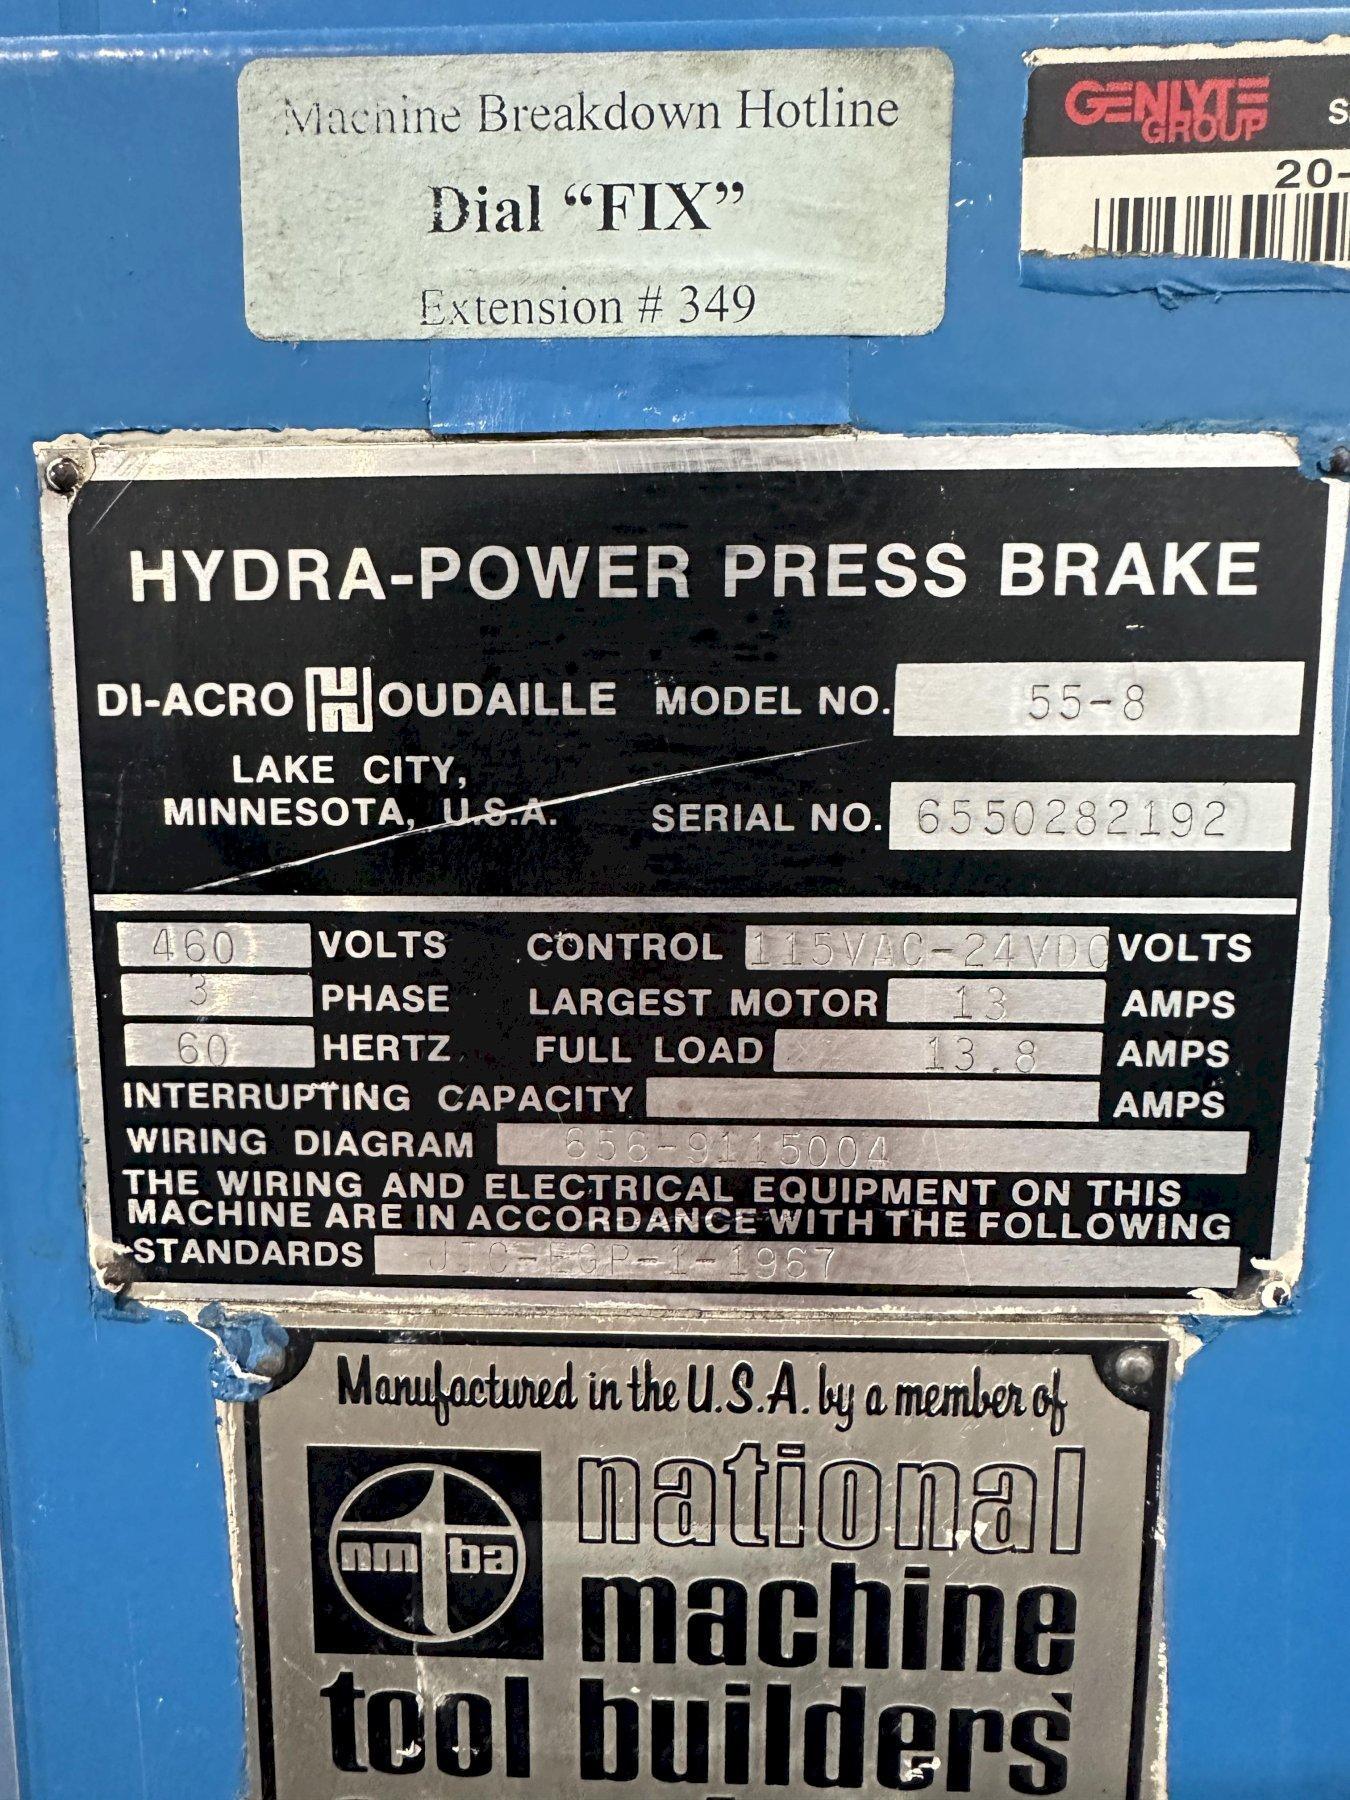 Machine Breakdown Hotline
Dial “FIX”
Extension # 349
GENLYTE
GROUP
20-
HYDRA-POWER PRESS BRAKE
DI-ACRO HOUDAILLE MODEL NO. 55-8
LAKE CITY,
MINNESOTA, U.S.A. SERIAL NO. 6550282192
460 VOLTS CONTROL 115VAC-24VDC VOLTS
3 PHASE LARGEST MOTOR 13 AMPS
60 HERTZ FULL LOAD 13.8 AMPS
INTERRUPTING CAPACITY AMPS
WIRING DIAGRAM 656-9115004
THE WIRING AND ELECTRICAL EQUIPMENT ON THIS
MACHINE ARE IN ACCORDANCE WITH THE FOLLOWING
STANDARDS JIC-EGP-1-1967
Manufactured in the U.S.A. by a member of
nmtba
national
machine
tool builders'